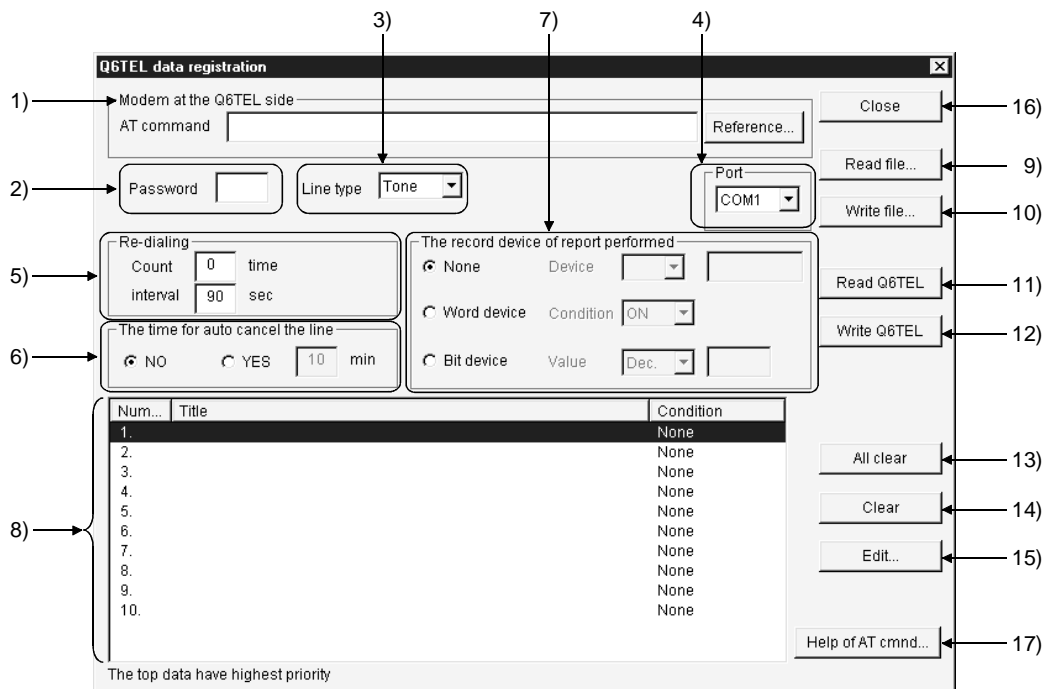 3) 7) 4)
Q6TEL data registration
1) Modem at the Q6TEL side
AT command Reference...
Close 16)
2) Password Line type Tone
Port
COM1
Read file... 9)
Write file... 10)
5) Re-dialing
Count 0 time
interval 90 sec
The record device of report performed
None Device
Word device Condition ON
Bit device Value Dec.
Read Q6TEL 11)
Write Q6TEL 12)
6) The time for auto cancel the line
NO YES 10 min
8)
Num... Title Condition
1. None
2. None
3. None
4. None
5. None
6. None
7. None
8. None
9. None
10. None
All clear 13)
Clear 14)
Edit... 15)
Help of AT cmnd... 17)
The top data have highest priority